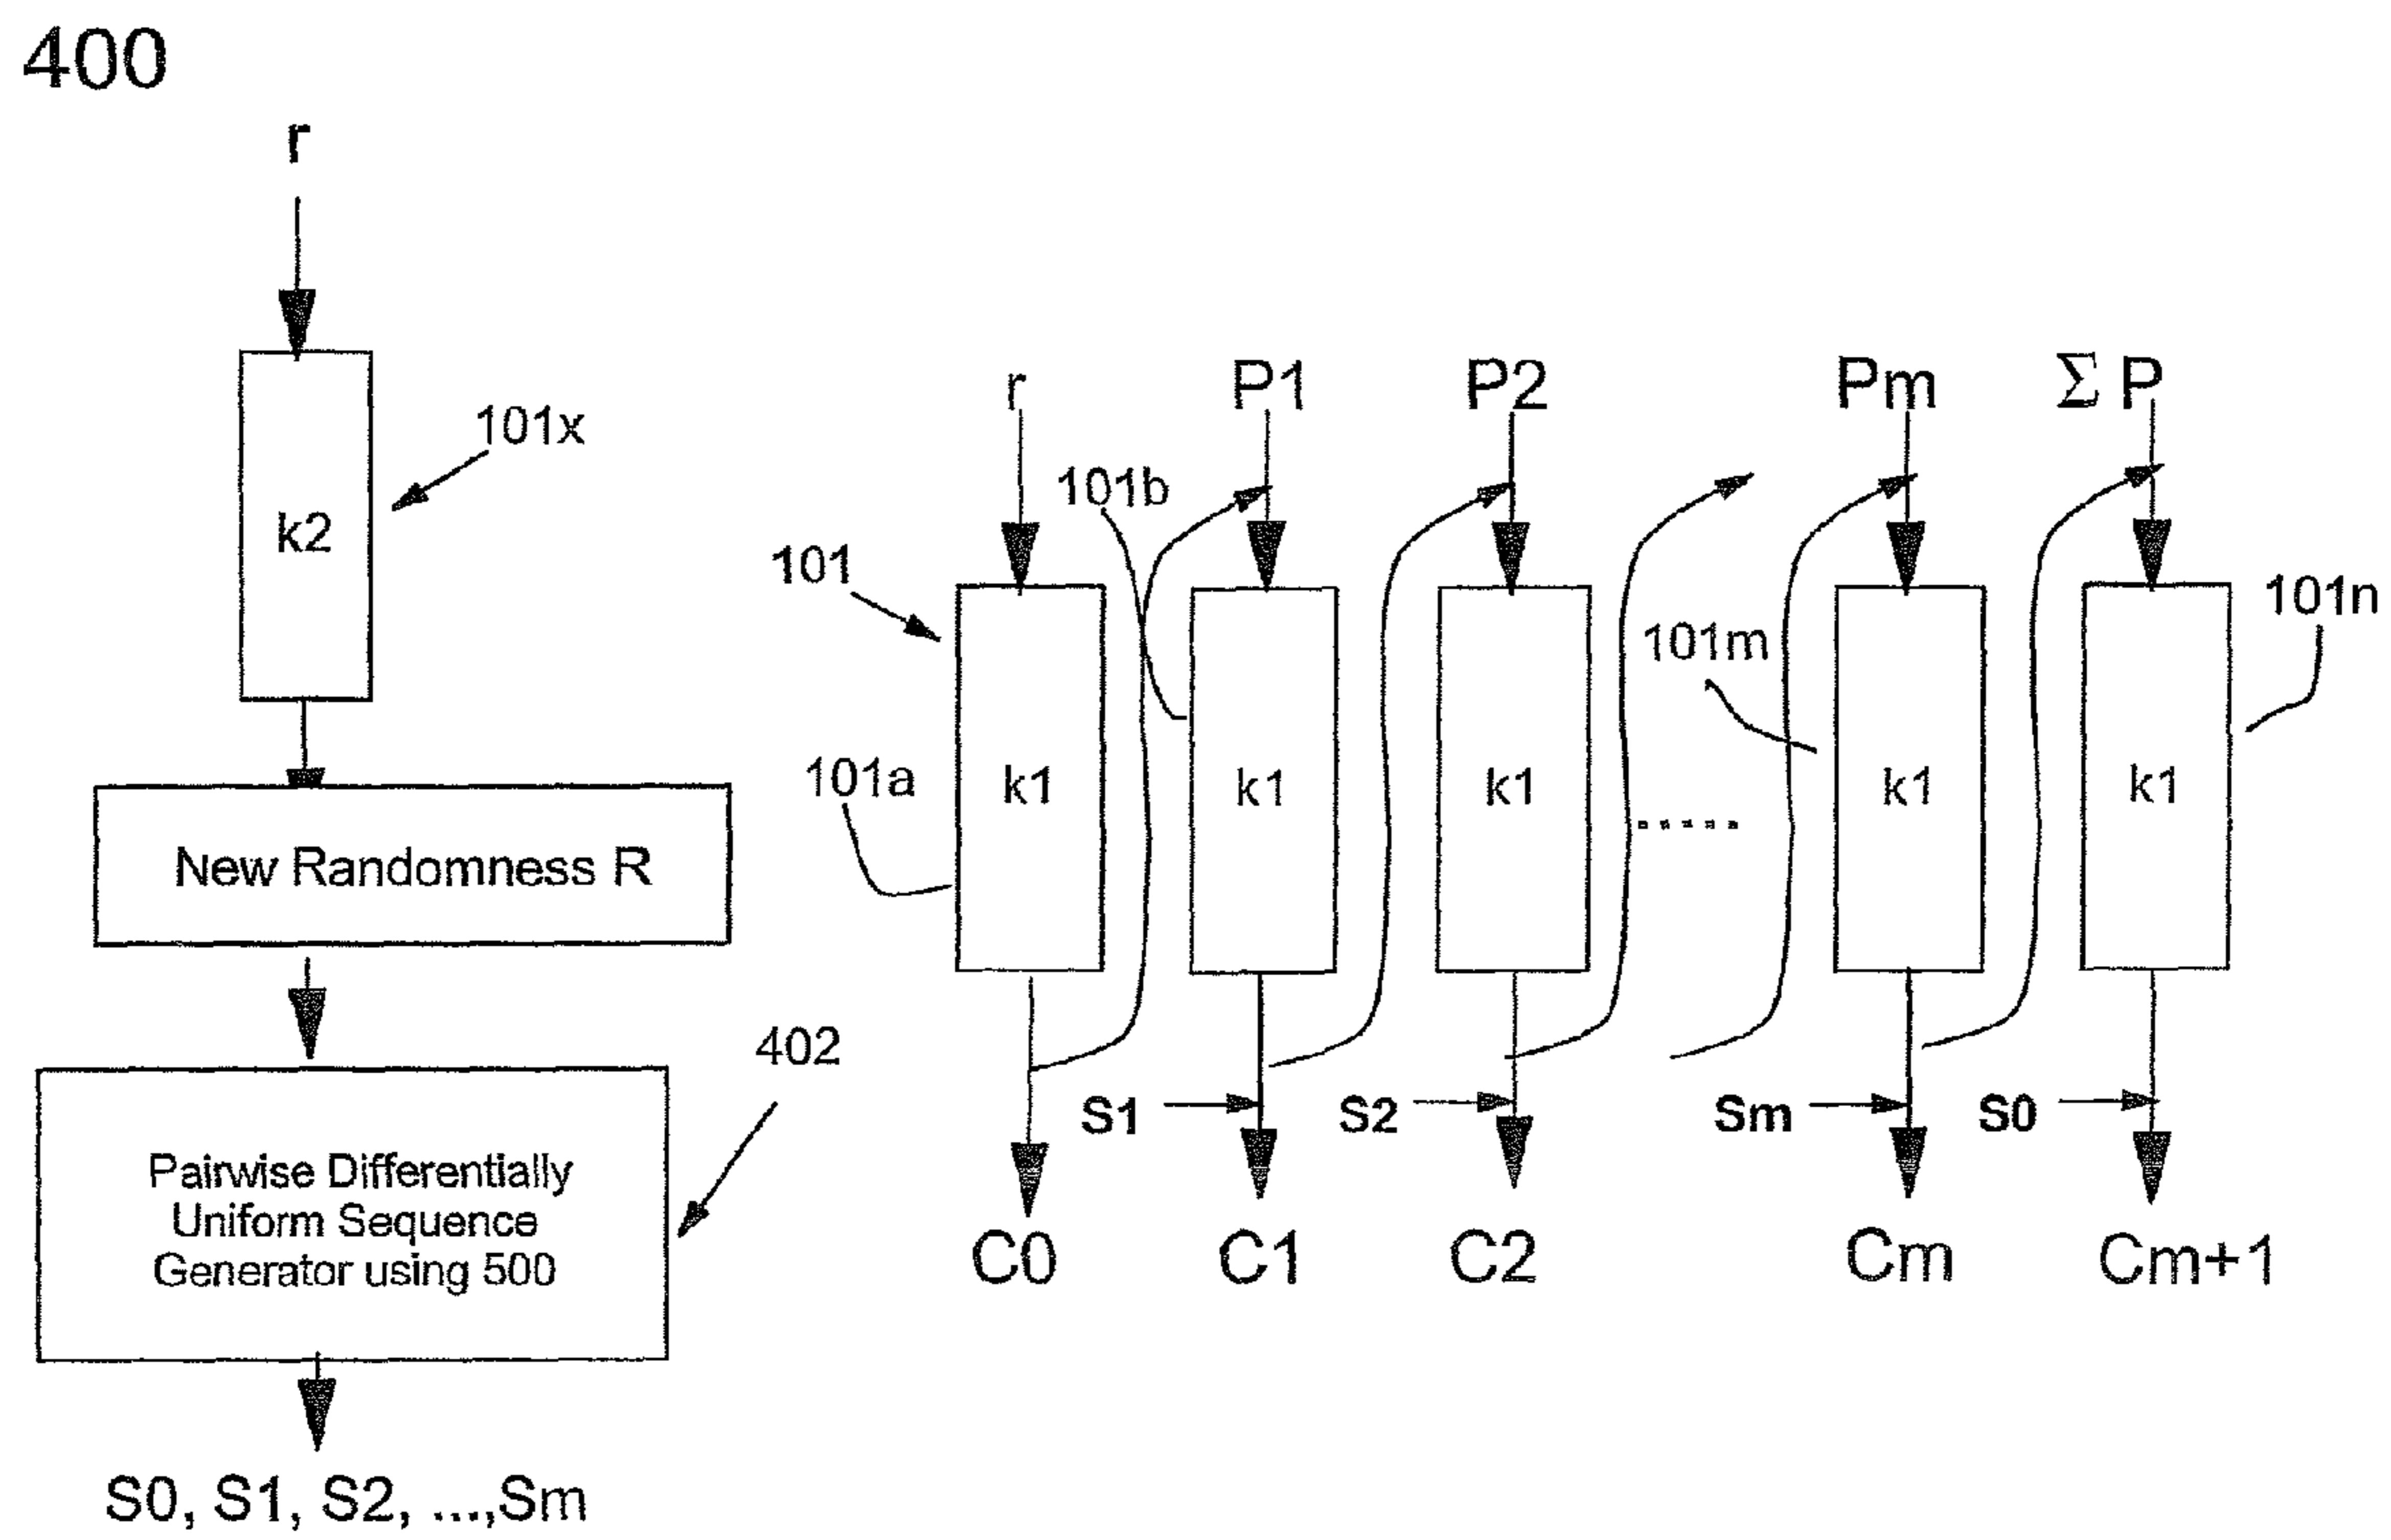 400
r
101x
k2
New Randomness R
402
Pairwise Differentially
Uniform Sequence
Generator using 500
S0, S1, S2, ...,Sm
r P1 P2 Pm Σ P
101b
101
101n
101m
101a
k1 k1 k1 ..... k1 k1
S1 S2 Sm S0
C0 C1 C2 Cm Cm+1